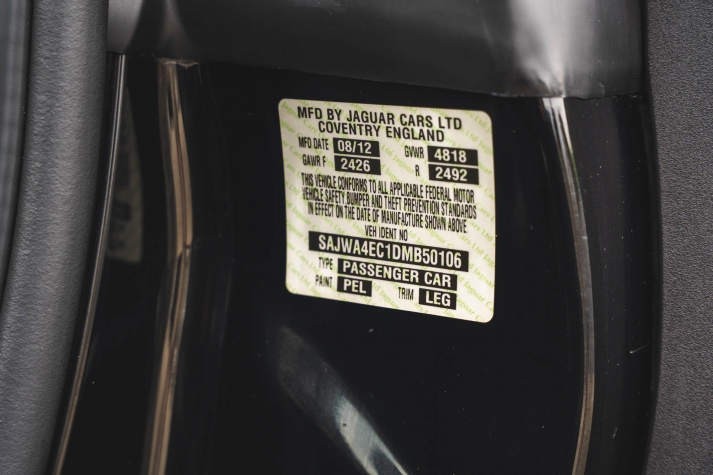 MFD BY JAGUAR CARS LTD
COVENTRY ENGLAND
MFD DATE 08/12 GVWR 4818
GAWR F 2426 R 2492
THIS VEHICLE CONFORMS TO ALL APPLICABLE FEDERAL MOTOR
VEHICLE SAFETY, BUMPER AND THEFT PREVENTION STANDARDS
IN EFFECT ON THE DATE OF MANUFACTURE SHOWN ABOVE
VEH IDENT NO
SAJWA4EC1DMB50106
TYPE PASSENGER CAR
PAINT PEL TRIM LEG